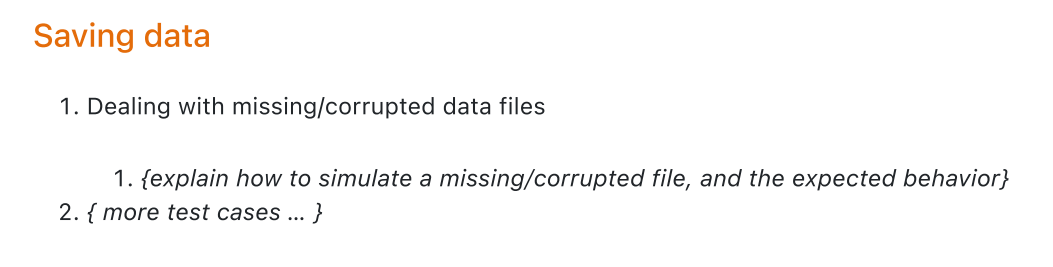 Saving data
1. Dealing with missing/corrupted data files
1. {explain how to simulate a missing/corrupted file, and the expected behavior}
2. { more test cases … }